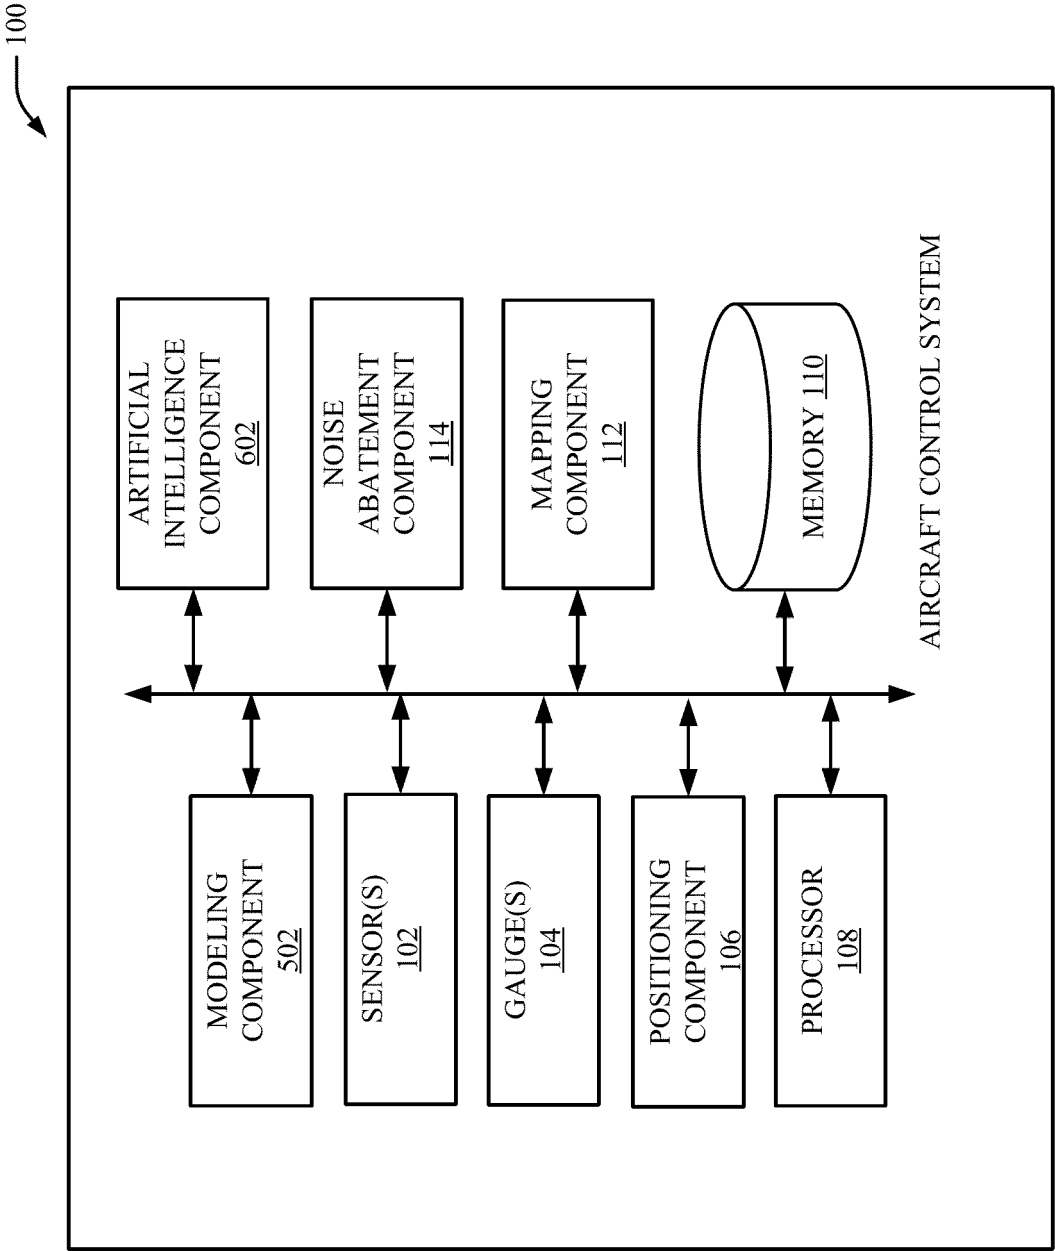 100
ARTIFICIAL
INTELLIGENCE
COMPONENT
602
NOISE
ABATEMENT
COMPONENT
114
MAPPING
COMPONENT
112
MEMORY 110
MODELING
COMPONENT
502
SENSOR(S)
102
GAUGE(S)
104
POSITIONING
COMPONENT
106
PROCESSOR
108
AIRCRAFT CONTROL SYSTEM